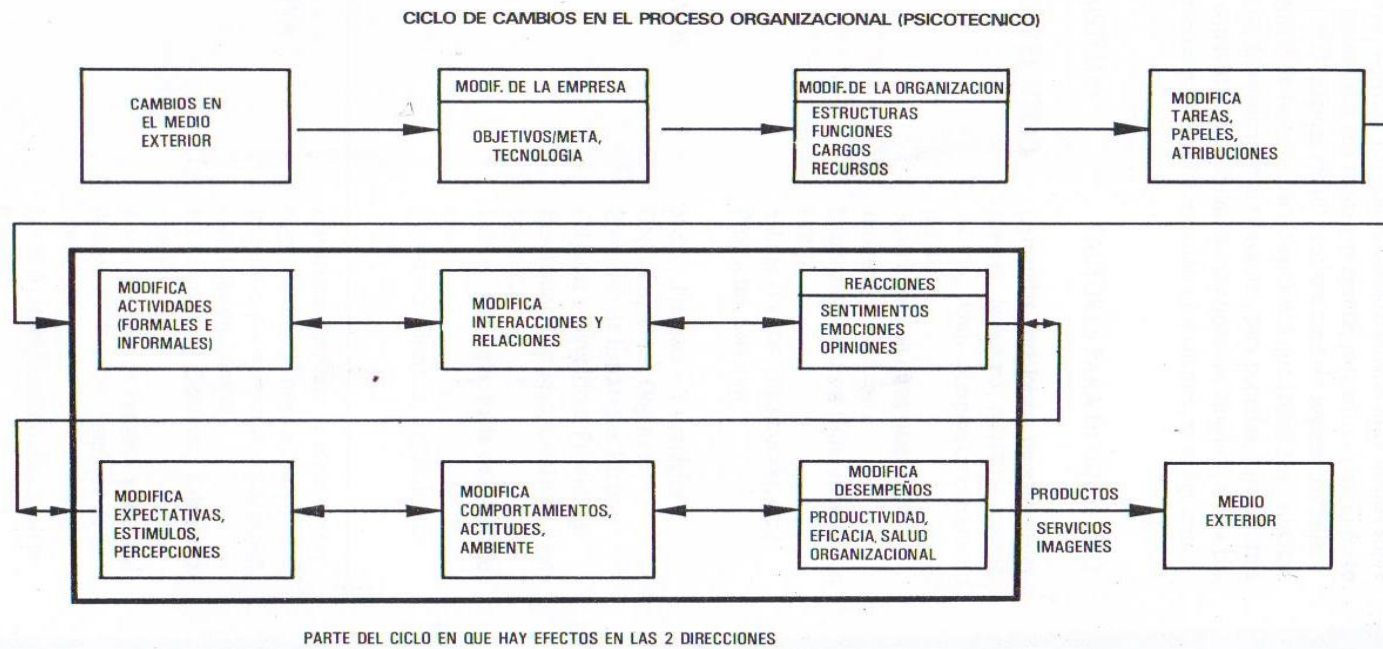 CICLO DE CAMBIOS EN EL PROCESO ORGANIZACIONAL (PSICOTECNICO)
CAMBIOS EN
EL MEDIO
EXTERIOR
MODIF. DE LA EMPRESA
OBJETIVOS/META,
TECNOLOGIA
MODIF. DE LA ORGANIZACION
ESTRUCTURAS
FUNCIONES
CARGOS
RECURSOS
MODIFICA
TAREAS,
PAPELES,
ATRIBUCIONES
MODIFICA
ACTIVIDADES
(FORMALES E
INFORMALES)
MODIFICA
INTERACCIONES Y
RELACIONES
REACCIONES
SENTIMIENTOS
EMOCIONES
OPINIONES
MODIFICA
EXPECTATIVAS,
ESTIMULOS,
PERCEPCIONES
MODIFICA
COMPORTAMIENTOS,
ACTITUDES,
AMBIENTE
MODIFICA
DESEMPEÑOS
PRODUCTIVIDAD,
EFICACIA, SALUD
ORGANIZACIONAL
PRODUCTOS
SERVICIOS
IMAGENES
MEDIO
EXTERIOR
PARTE DEL CICLO EN QUE HAY EFECTOS EN LAS 2 DIRECCIONES